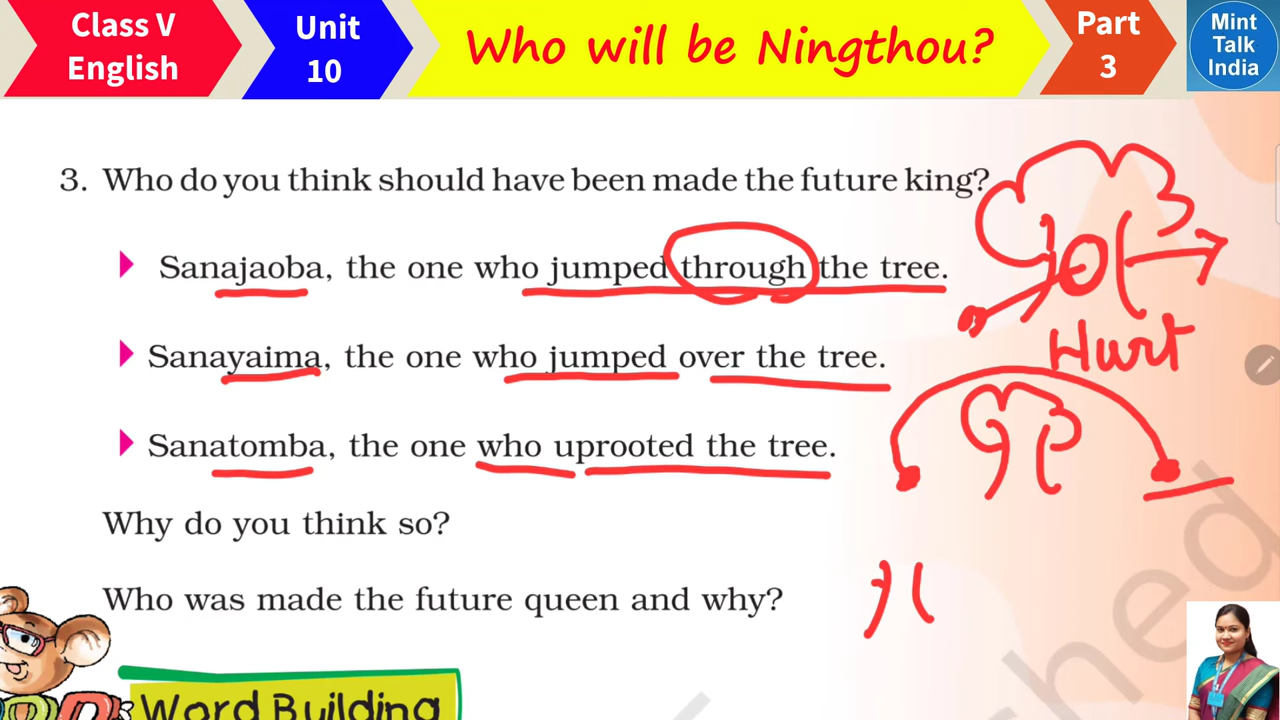 Class V
English
Unit
10
Who will be Ningthou?
Part
3
Mint
Talk
India
3. Who do you think should have been made the future king?
Sanajaoba, the one who jumped through the tree.
Sanayaima, the one who jumped over the tree.
Hurt
Sanatomba, the one who uprooted the tree.
Why do you think so?
Who was made the future queen and why?
Word Building